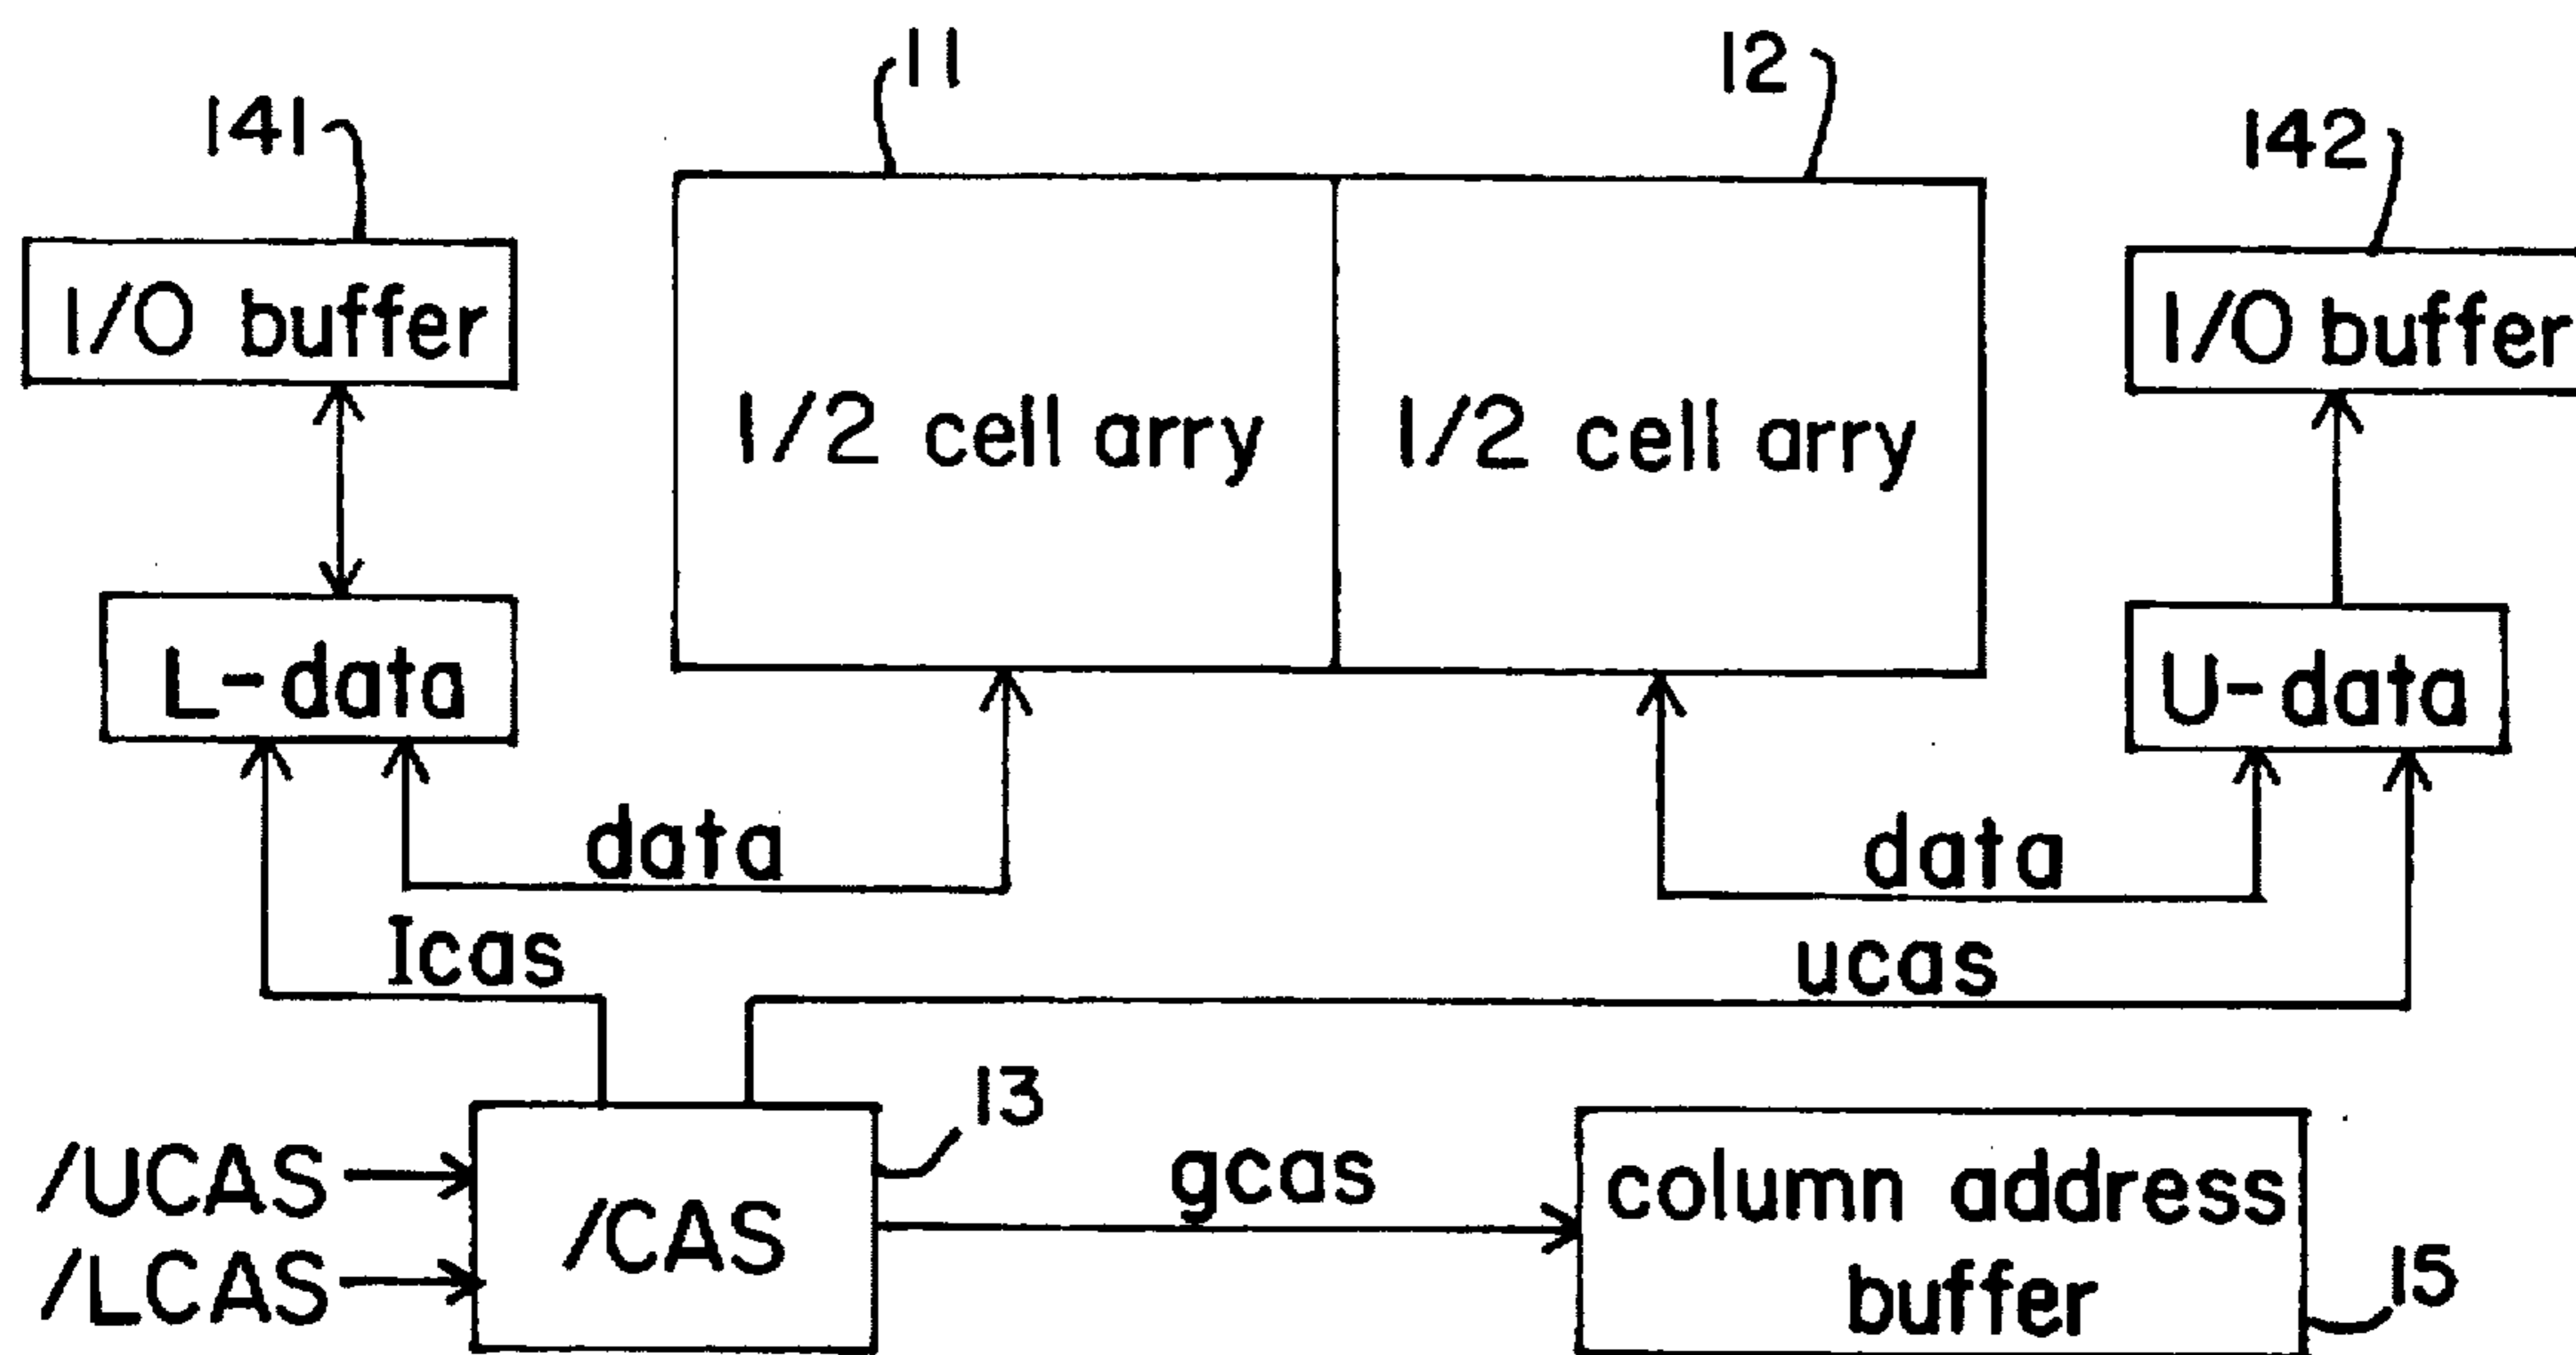 11
12
141
142
I/O buffer
I/O buffer
1/2 cell arry
1/2 cell arry
L-data
U-data
data
data
Icas
ucas
13
/UCAS
/LCAS
/CAS
gcas
column address
buffer
15